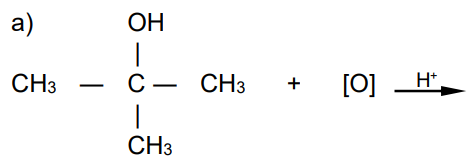 a) OH
|
CH₃ — C — CH₃ + [O] H⁺
|
CH₃